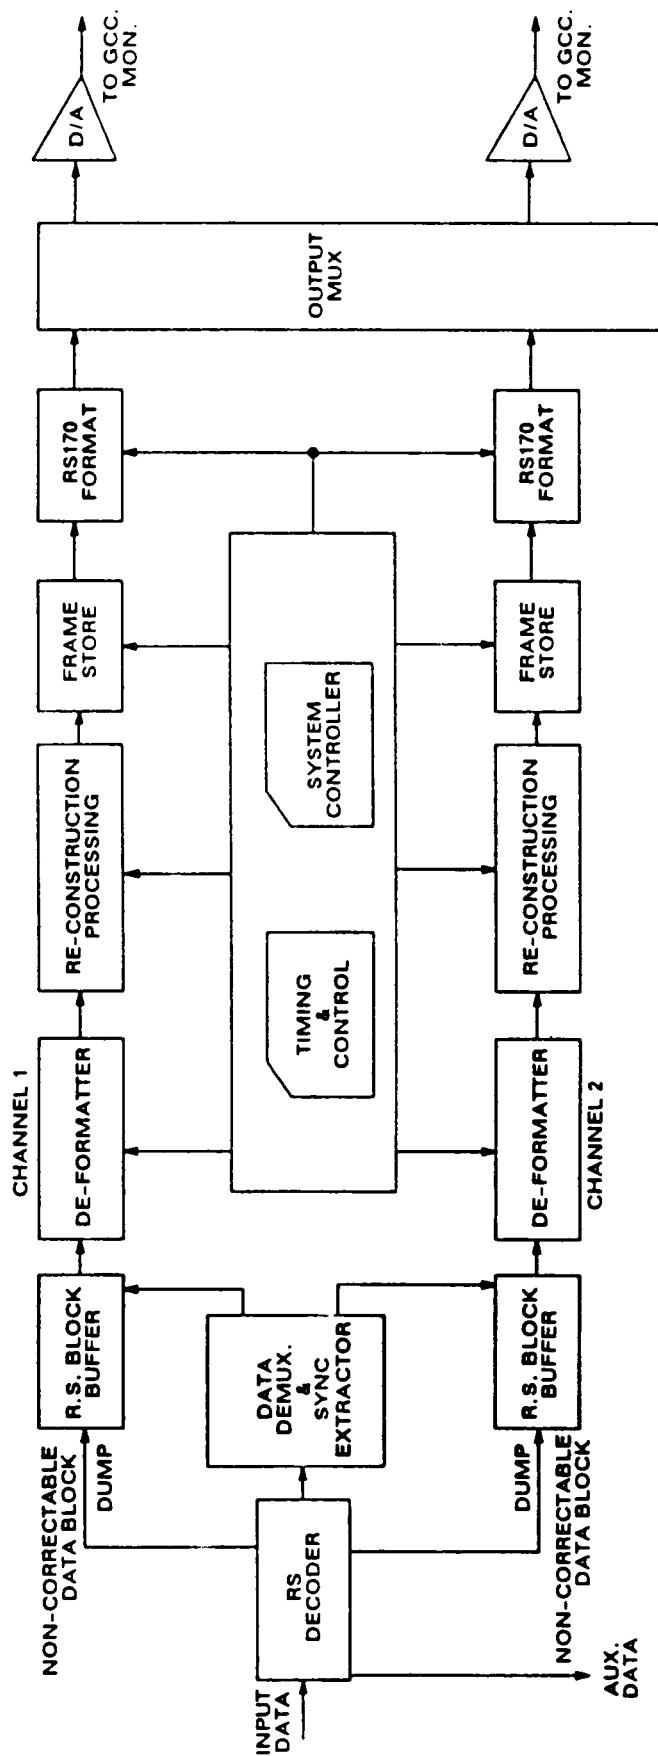 INPUT
DATA
RS
DECODER
AUX.
DATA
NON-CORRECTABLE
DATA BLOCK
DUMP
DUMP
NON-CORRECTABLE
DATA BLOCK
DATA
DEMUX.
&
SYNC
EXTRACTOR
R.S. BLOCK
BUFFER
R.S. BLOCK
BUFFER
CHANNEL 1
DE-FORMATTER
DE-FORMATTER
CHANNEL 2
TIMING
&
CONTROL
SYSTEM
CONTROLLER
RE-CONSTRUCTION
PROCESSING
RE-CONSTRUCTION
PROCESSING
FRAME
STORE
FRAME
STORE
RS170
FORMAT
RS170
FORMAT
OUTPUT
MUX
D/A
TO GCC.
MON.
D/A
TO GCC.
MON.